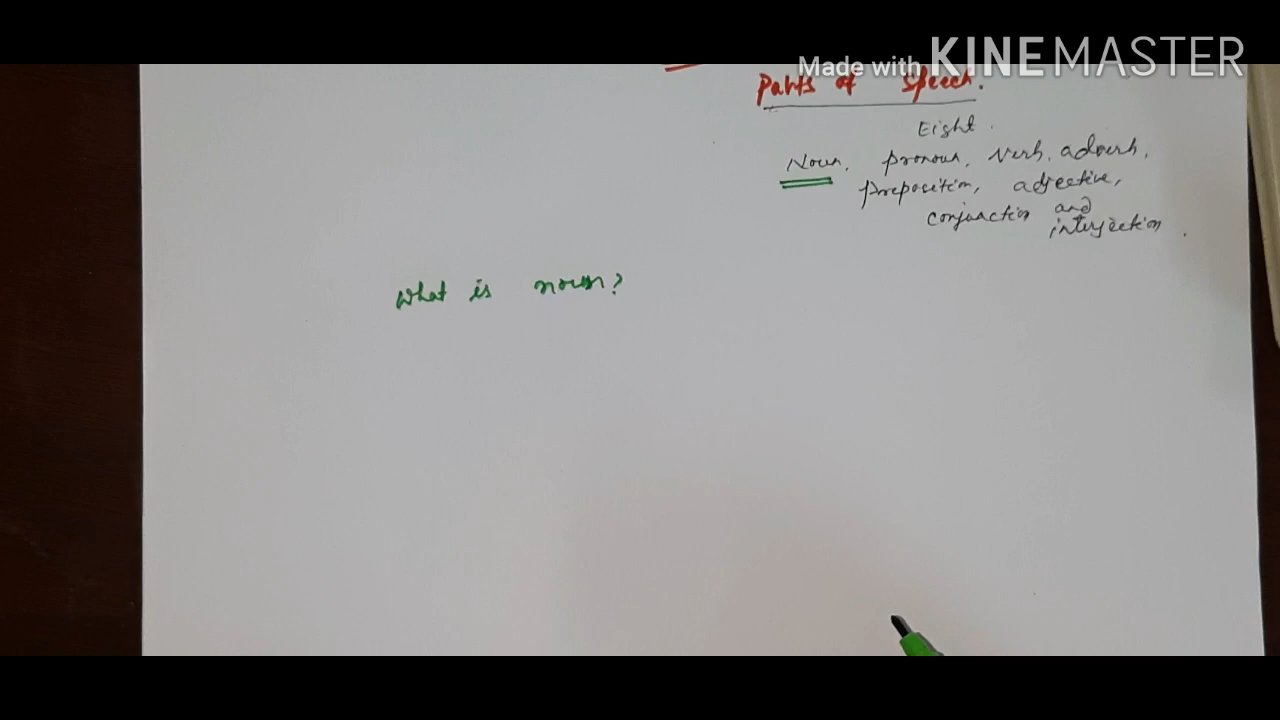 Made with KINEMASTER
Parts of Speech.
Eight.
Noun, pronoun, verb, adverb,
preposition, adjective,
conjunction and
interjection.
What is noun?